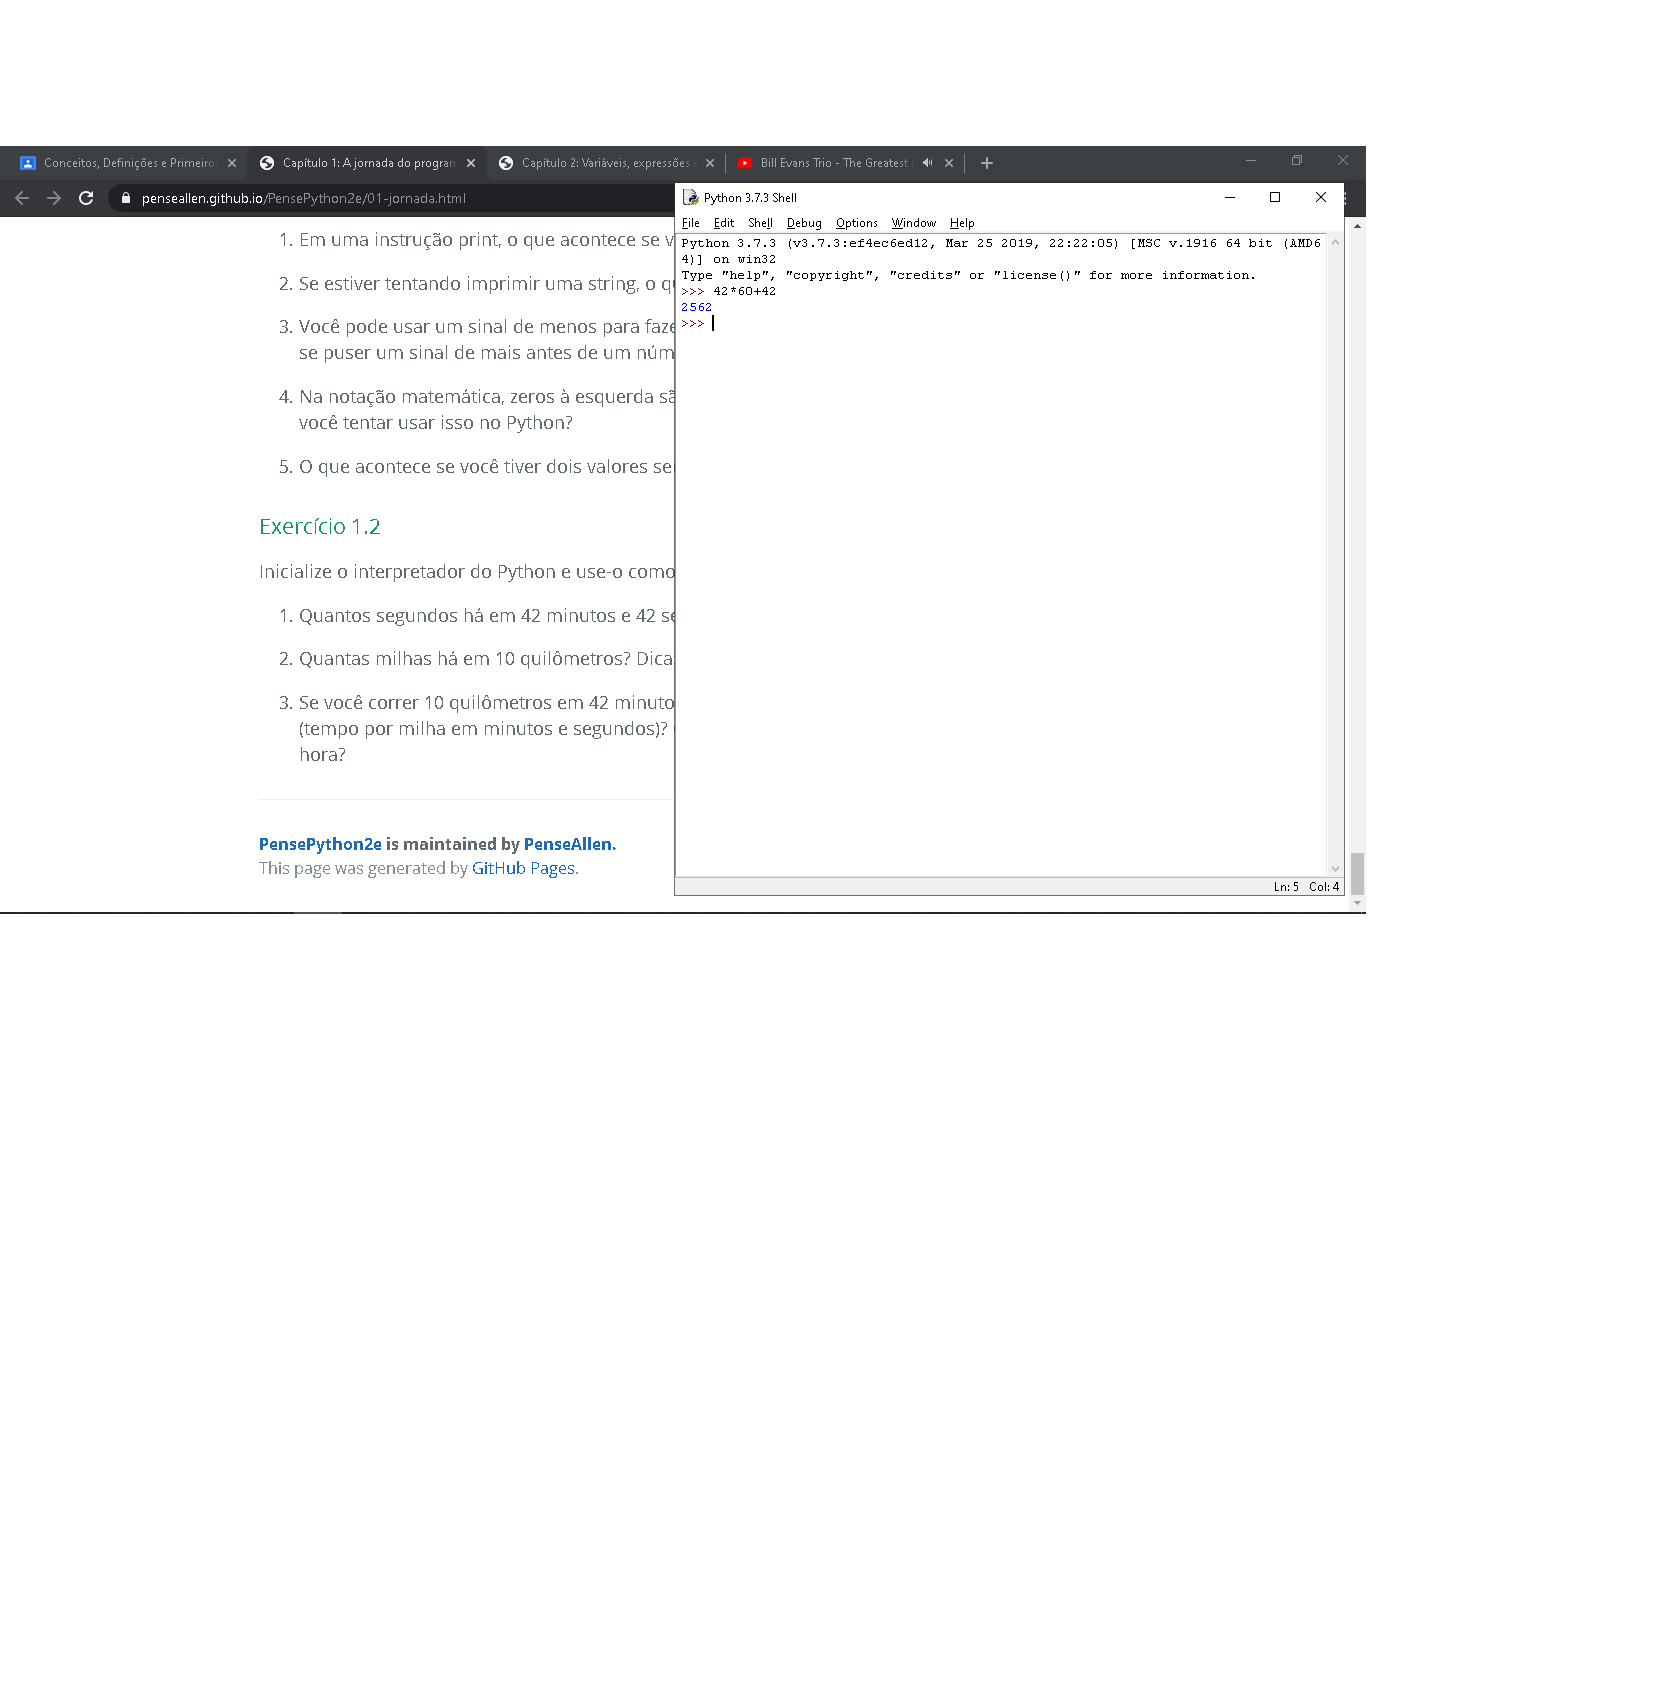 Conceitos, Definições e Primeiros
Capítulo 1: A jornada do program
Capítulo 2: Variáveis, expressões e
Bill Evans Trio - The Greatest
penseallen.github.io/PensePython2e/01-jornada.html
1. Em uma instrução print, o que acontece se v
2. Se estiver tentando imprimir uma string, o qu
3. Você pode usar um sinal de menos para faze
se puser um sinal de mais antes de um núm
4. Na notação matemática, zeros à esquerda sã
você tentar usar isso no Python?
5. O que acontece se você tiver dois valores se
Exercício 1.2
Inicialize o interpretador do Python e use-o como
1. Quantos segundos há em 42 minutos e 42 se
2. Quantas milhas há em 10 quilômetros? Dica:
3. Se você correr 10 quilômetros em 42 minuto
(tempo por milha em minutos e segundos)?
hora?
PensePython2e is maintained by PenseAllen.
This page was generated by GitHub Pages.
Python 3.7.3 Shell
File Edit Shell Debug Options Window Help
Python 3.7.3 (v3.7.3:ef4ec6ed12, Mar 25 2019, 22:22:05) [MSC v.1916 64 bit (AMD6
4)] on win32
Type "help", "copyright", "credits" or "license()" for more information.
>>> 42*60+42
2562
>>>
Ln: 5 Col: 4